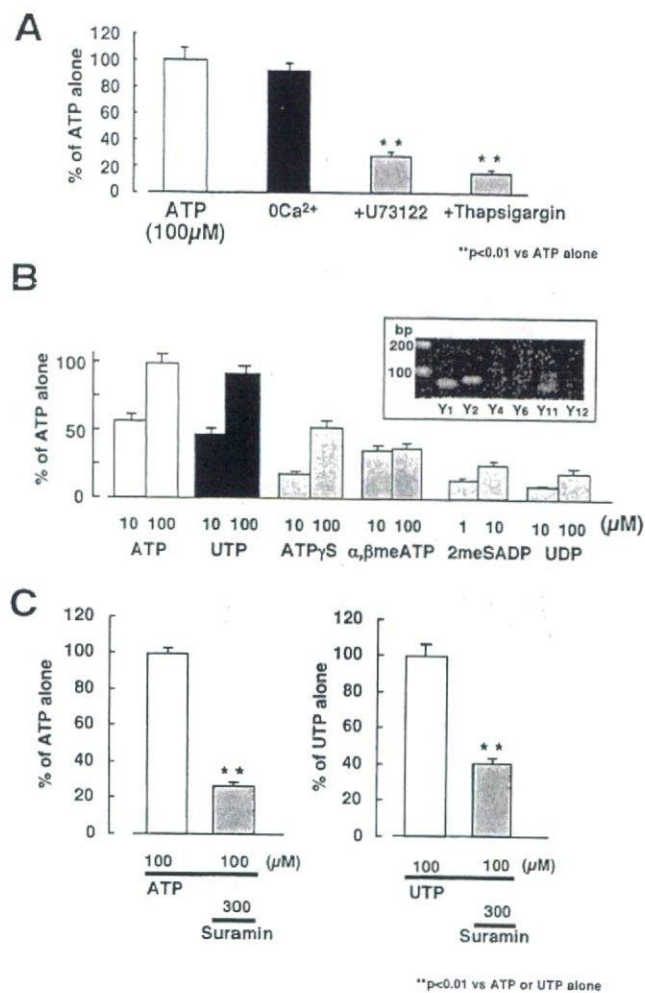 A
% of ATP alone
120
100
80
60
40
20
0
ATP
(100µM)
0Ca²⁺
+U73122
+Thapsigargin
* *
* *
**p<0.01 vs ATP alone
B
% of ATP alone
100
50
0
bp
200
100
Y1 Y2 Y4 Y6 Y11 Y12
10 100 10 100 10 100 10 100 1 10 10 100 (µM)
ATP UTP ATPγS α,βmeATP 2meSADP UDP
C
% of ATP alone
120
100
80
60
40
20
0
* *
100 100 (µM)
ATP
300
Suramin
% of UTP alone
120
100
80
60
40
20
0
* *
100 100 (µM)
UTP
300
Suramin
**p<0.01 vs ATP or UTP alone